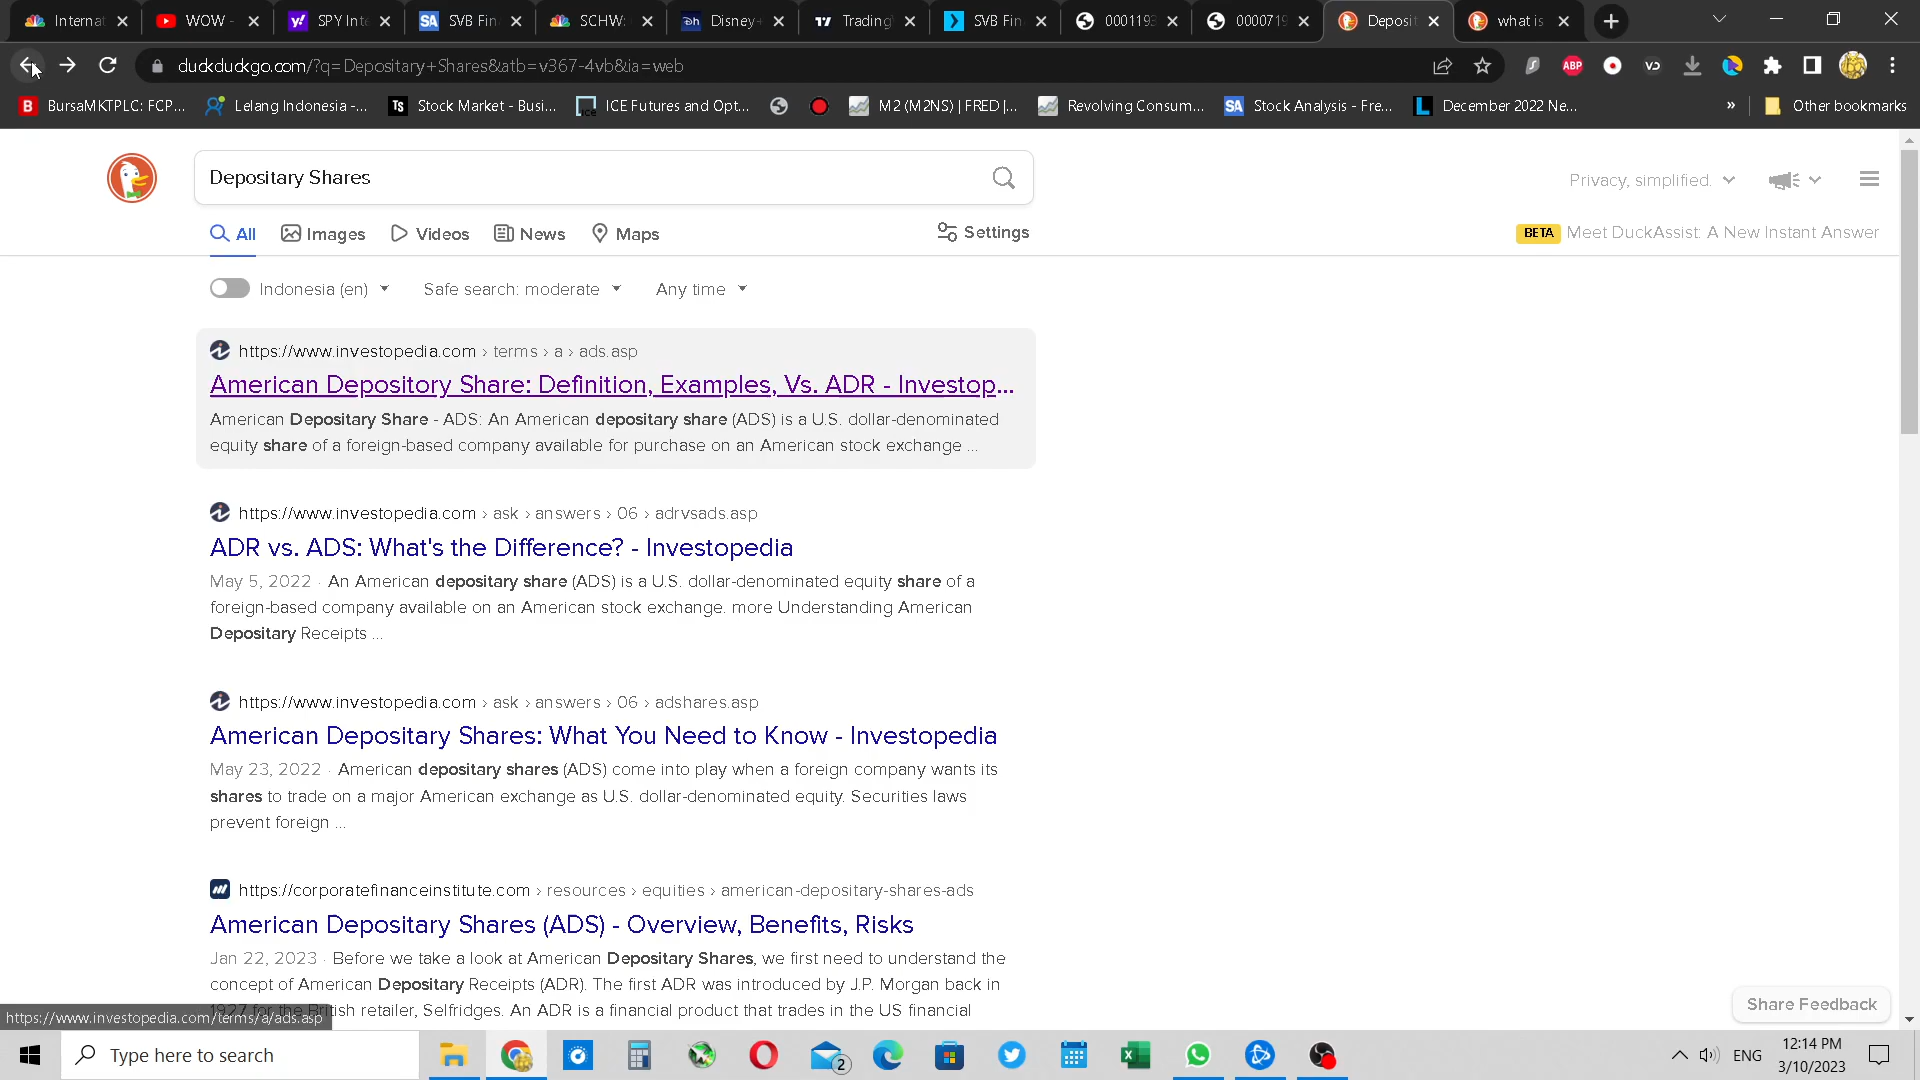 Internat
WOW -
SPY Inte
SVB Fin
SCHW:
Disney+
Trading
SVB Fin
0001193
0000719
Deposit
what is
duckduckgo.com/?q=Depositary+Shares&atb=v367-4vb&ia=web
BursaMKTPLC: FCP...
Lelang Indonesia -...
Stock Market - Busi...
ICE Futures and Opt...
M2 (M2NS) | FRED |...
Revolving Consum...
Stock Analysis - Fre...
December 2022 Ne...
»
Other bookmarks
Depositary Shares
Privacy, simplified.
All
Images
Videos
News
Maps
Settings
BETA Meet DuckAssist: A New Instant Answer
Indonesia (en)
Safe search: moderate
Any time
https://www.investopedia.com › terms › a › ads.asp
American Depository Share: Definition, Examples, Vs. ADR - Investop...
American Depositary Share - ADS: An American depositary share (ADS) is a U.S. dollar-denominated
equity share of a foreign-based company available for purchase on an American stock exchange ...
https://www.investopedia.com › ask › answers › 06 › adrvsads.asp
ADR vs. ADS: What's the Difference? - Investopedia
May 5, 2022 · An American depositary share (ADS) is a U.S. dollar-denominated equity share of a
foreign-based company available on an American stock exchange. more Understanding American
Depositary Receipts ...
https://www.investopedia.com › ask › answers › 06 › adshares.asp
American Depositary Shares: What You Need to Know - Investopedia
May 23, 2022 · American depositary shares (ADS) come into play when a foreign company wants its
shares to trade on a major American exchange as U.S. dollar-denominated equity. Securities laws
prevent foreign ...
https://corporatefinanceinstitute.com › resources › equities › american-depositary-shares-ads
American Depositary Shares (ADS) - Overview, Benefits, Risks
Jan 22, 2023 · Before we take a look at American Depositary Shares, we first need to understand the
concept of American Depositary Receipts (ADR). The first ADR was introduced by J.P. Morgan back in
1927 for the British retailer, Selfridges. An ADR is a financial product that trades in the US financial
https://www.investopedia.com/terms/a/ads.asp
Share Feedback
Type here to search
2
ENG
12:14 PM
3/10/2023